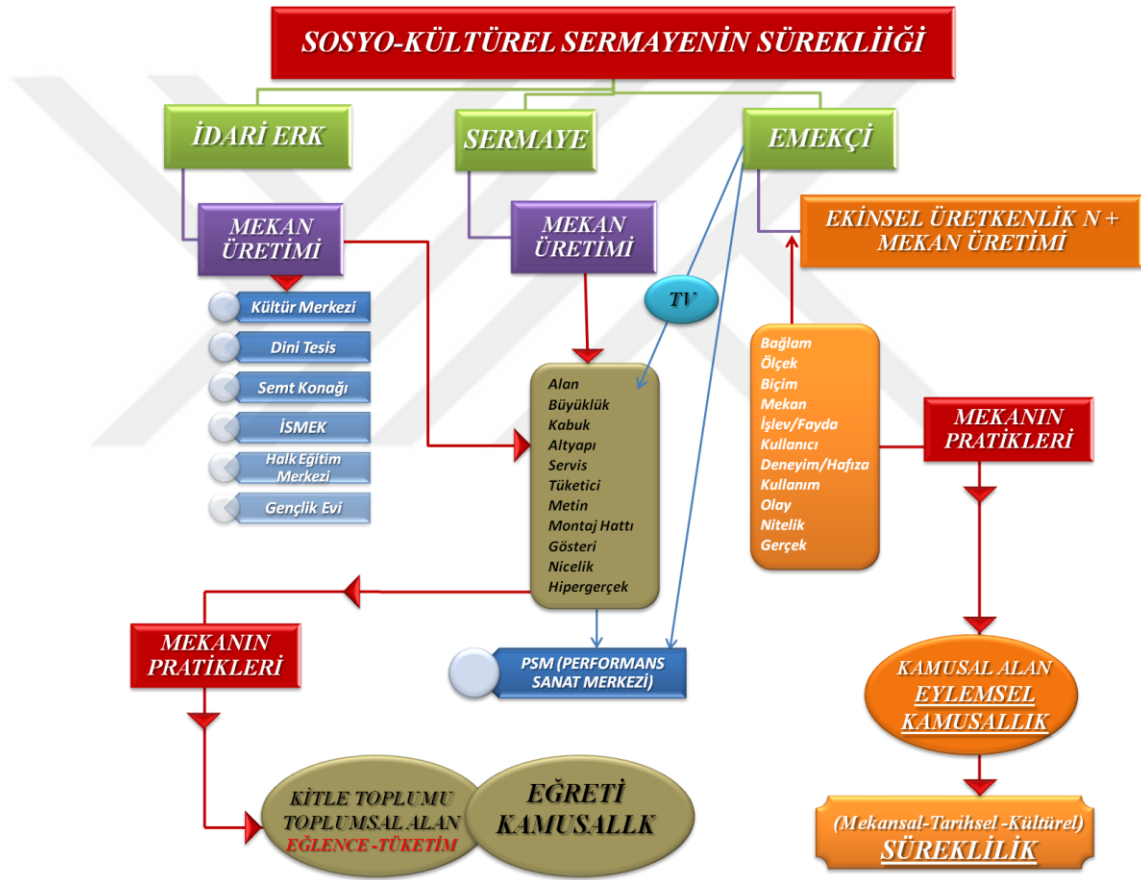 SOSYO-KÜLTÜREL SERMAYENİN SÜREKLİİĞİ
İDARİ ERK
SERMAYE
EMEKÇİ
MEKAN
ÜRETİMİ
MEKAN
ÜRETİMİ
EKİNSEL ÜRETKENLİK N +
MEKAN ÜRETİMİ
TV
Kültür Merkezi
Dini Tesis
Semt Konağı
İSMEK
Halk Eğitim
Merkezi
Gençlik Evi
Alan
Büyüklük
Kabuk
Altyapı
Servis
Tüketici
Metin
Montaj Hattı
Gösteri
Nicelik
Hipergerçek
Bağlam
Ölçek
Biçim
Mekan
İşlev/Fayda
Kullanıcı
Deneyim/Hafıza
Kullanım
Olay
Nitelik
Gerçek
MEKANIN
PRATİKLERİ
MEKANIN
PRATİKLERİ
PSM (PERFORMANS
SANAT MERKEZİ)
KAMUSAL ALAN
EYLEMSEL
KAMUSALLIK
KİTLE TOPLUMU
TOPLUMSAL ALAN
EĞLENCE -TÜKETİM
EĞRETİ
KAMUSALLK
(Mekansal-Tarihsel -Kültürel)
SÜREKLİLİK